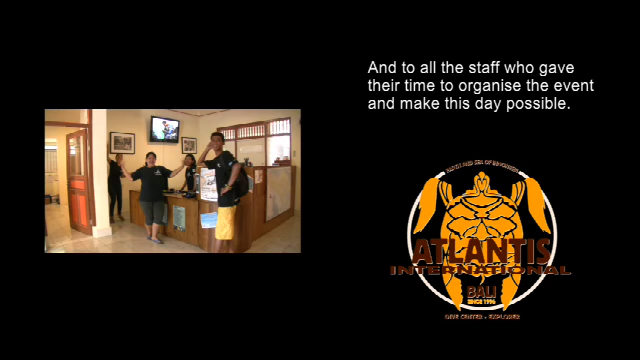 And to all the staff who gave
their time to organise the event
and make this day possible.
ATLANTIS
INTERNATIONAL
BALI
SINCE 1996
DIVE CENTER - EXPLORER